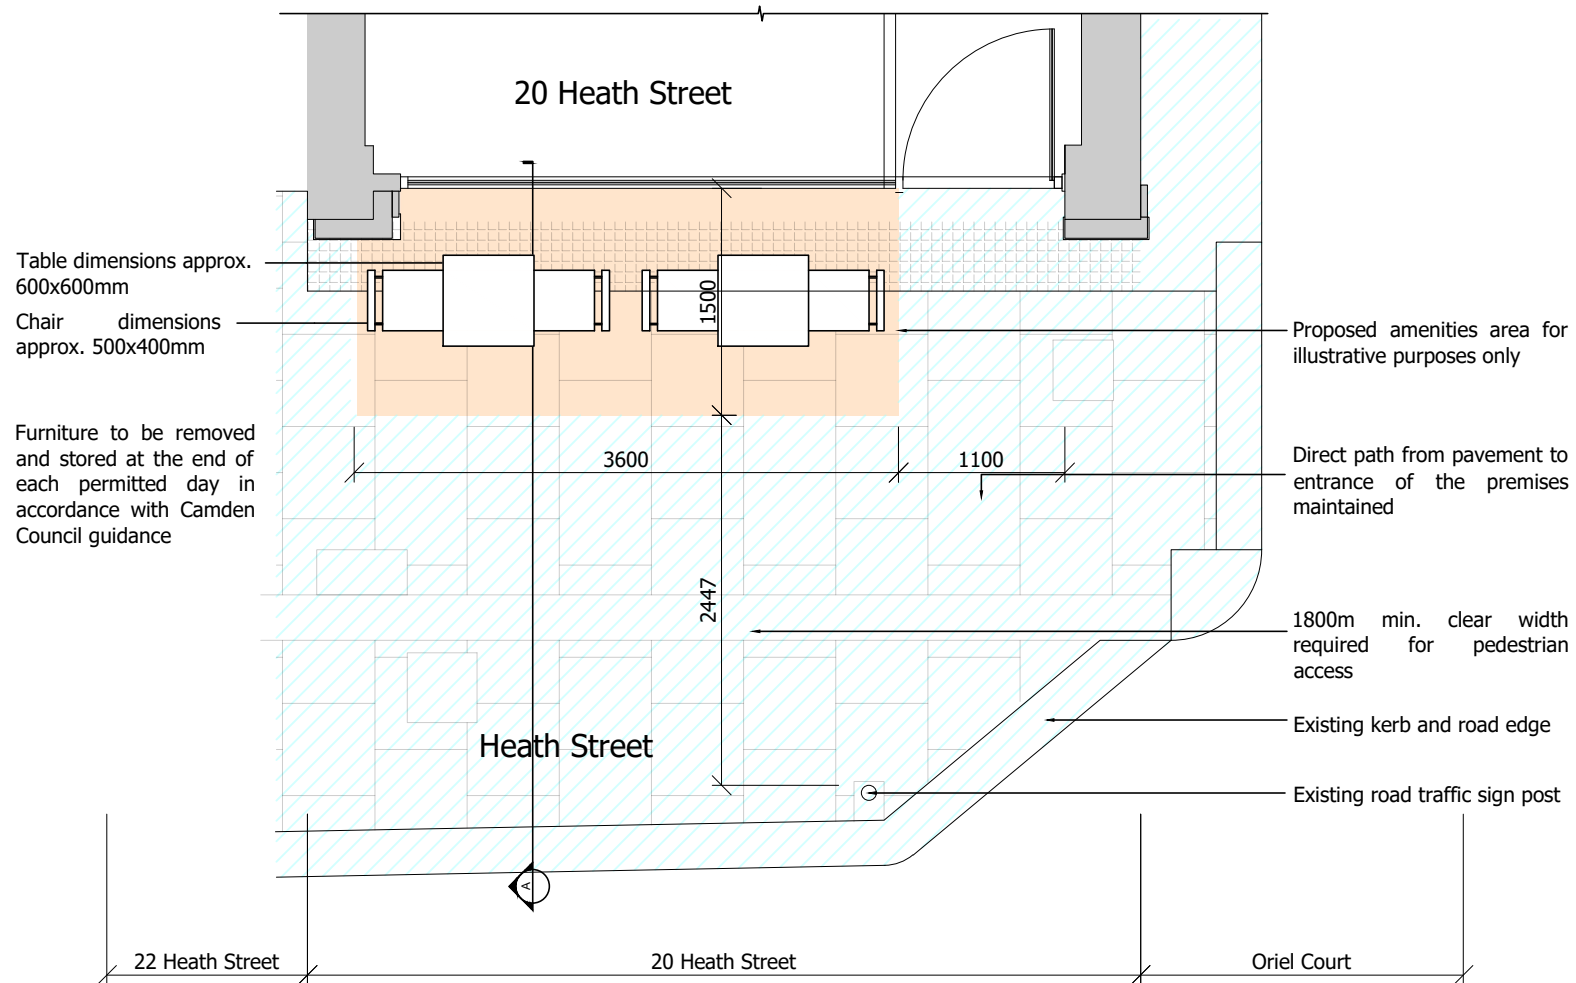 20 Heath Street
Table dimensions approx.
600x600mm
Chair dimensions
approx. 500x400mm
Furniture to be removed
and stored at the end of
each permitted day in
accordance with Camden
Council guidance
1500
3600
1100
2447
Proposed amenities area for
illustrative purposes only
Direct path from pavement to
entrance of the premises
maintained
1800m min. clear width
required for pedestrian
access
Existing kerb and road edge
Existing road traffic sign post
Heath Street
A
22 Heath Street
20 Heath Street
Oriel Court